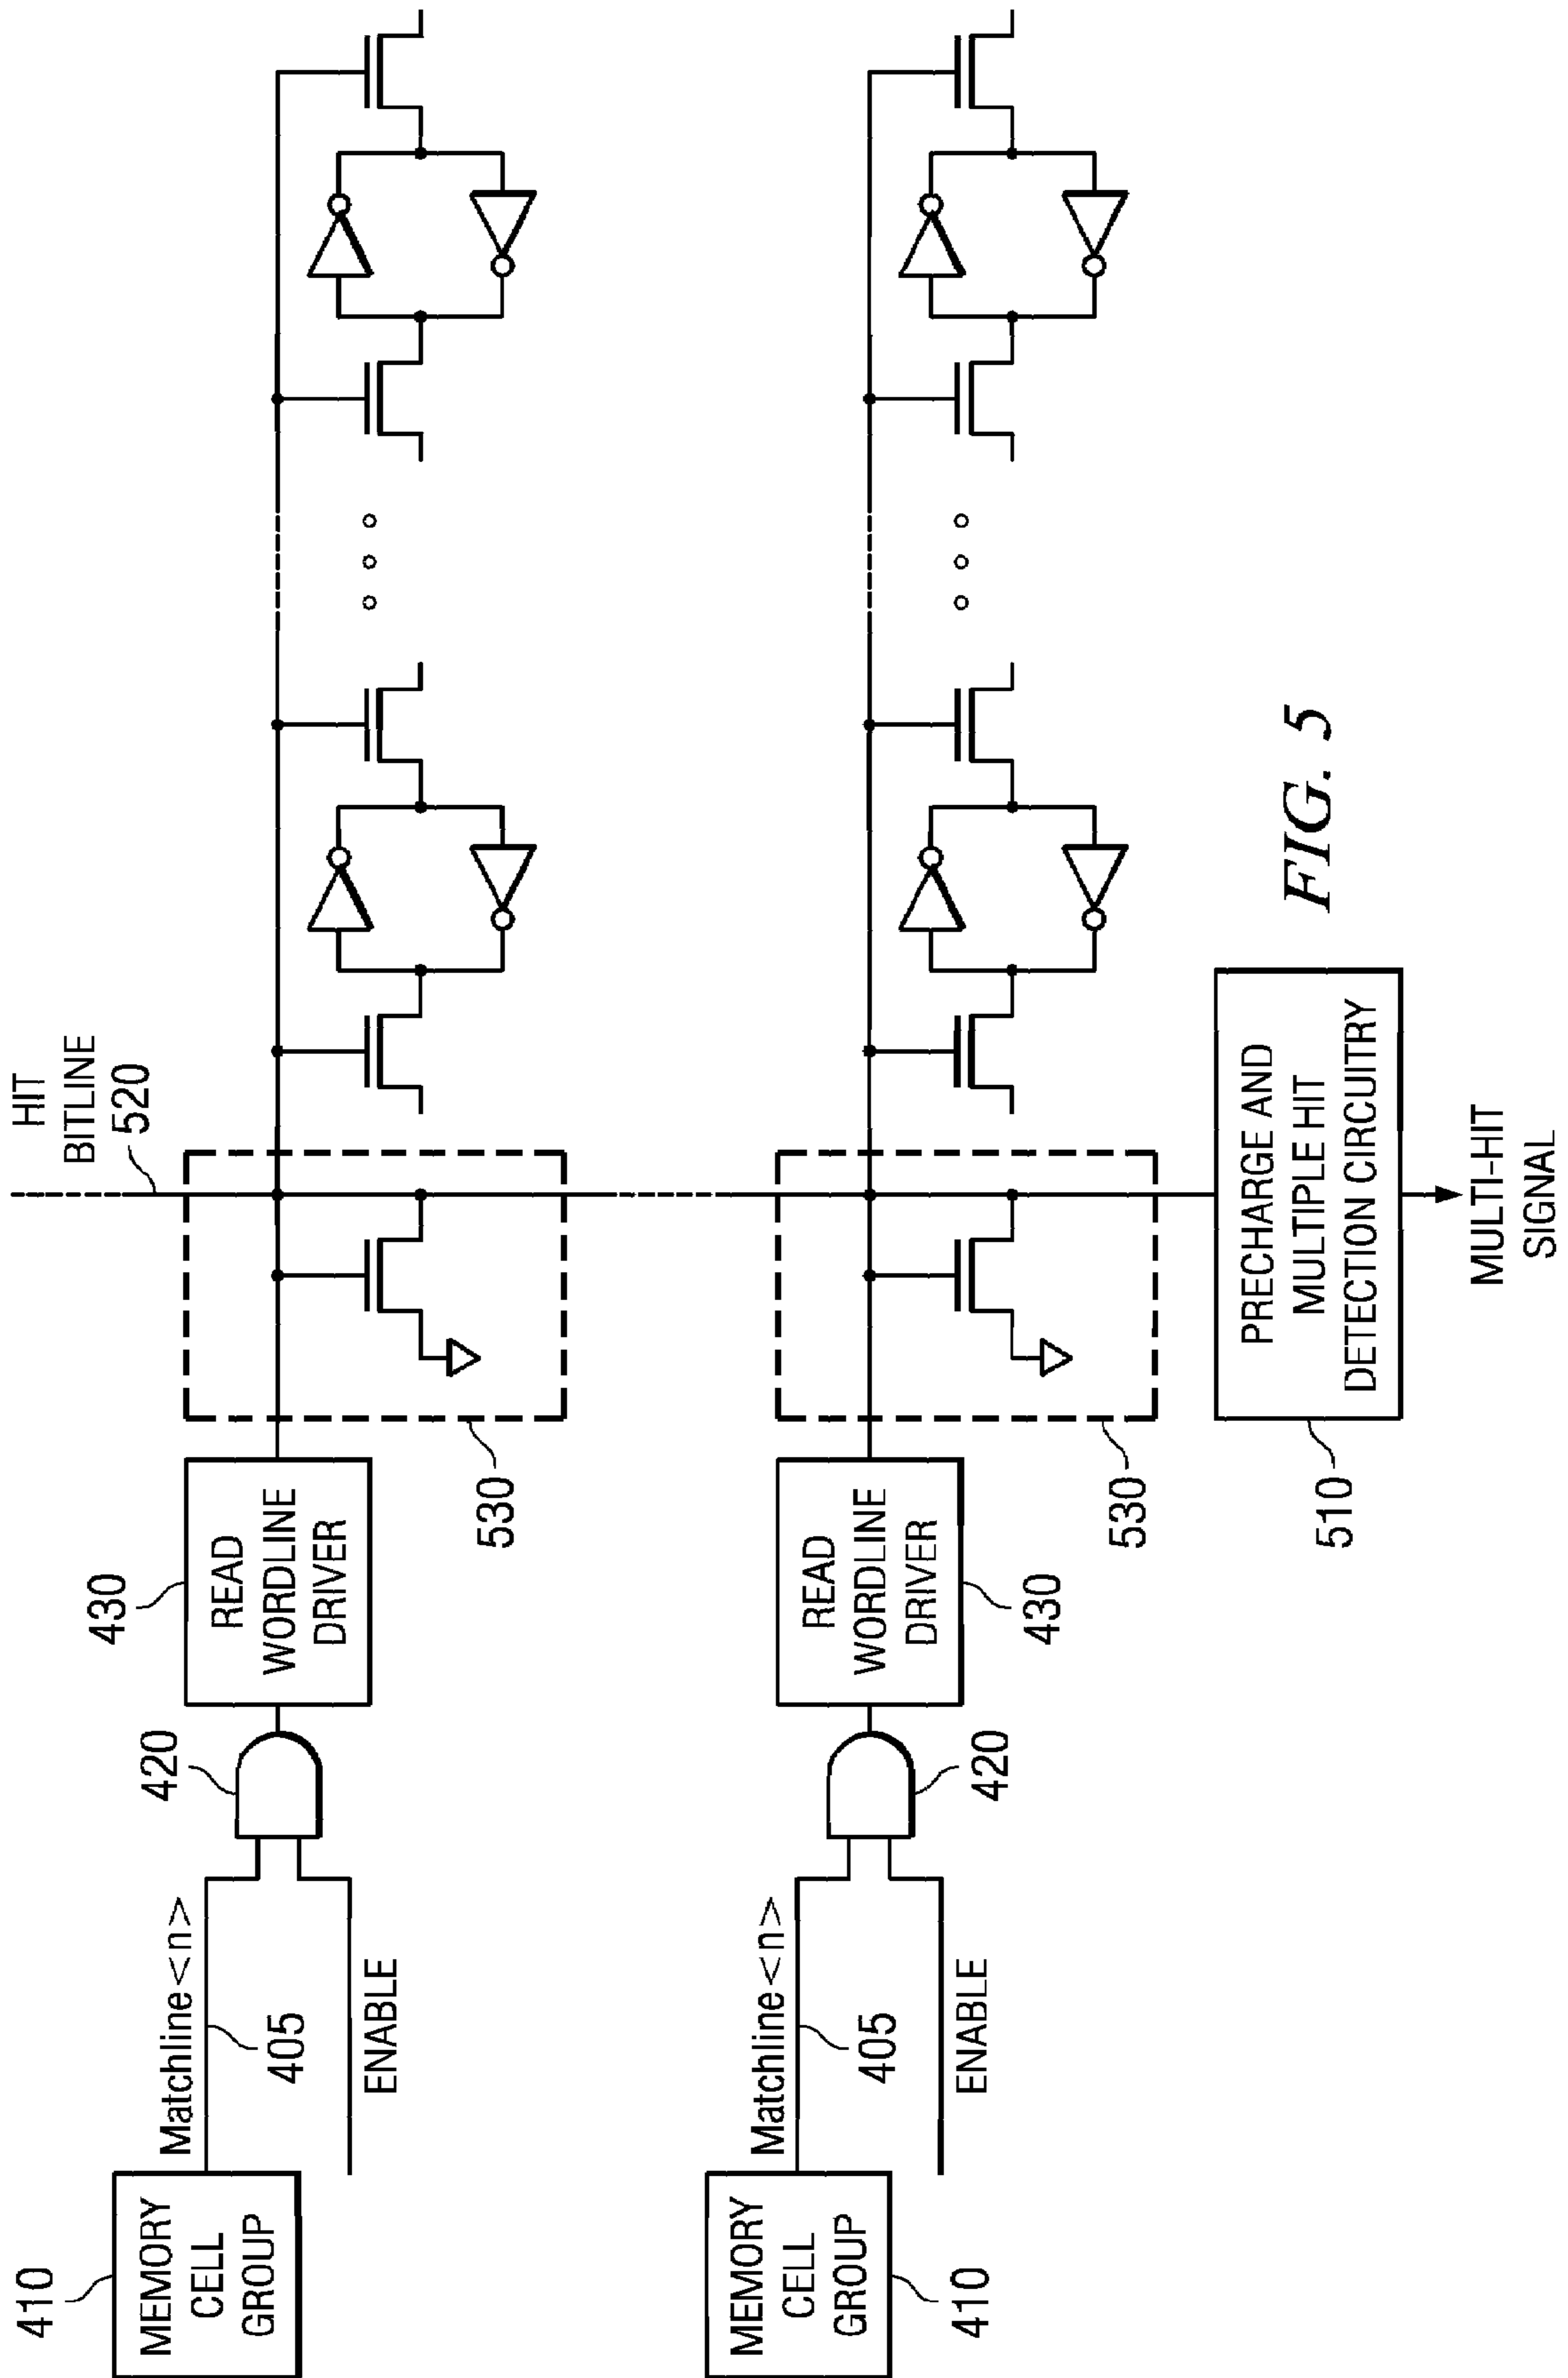 HIT
BITLINE
520
410
MEMORY
CELL
GROUP
Matchline<n>
405
ENABLE
420
430
READ
WORDLINE
DRIVER
530
410
MEMORY
CELL
GROUP
Matchline<n>
405
ENABLE
420
430
READ
WORDLINE
DRIVER
530
510
PRECHARGE AND
MULTIPLE HIT
DETECTION CIRCUITRY
MULTI-HIT
SIGNAL
FIG. 5